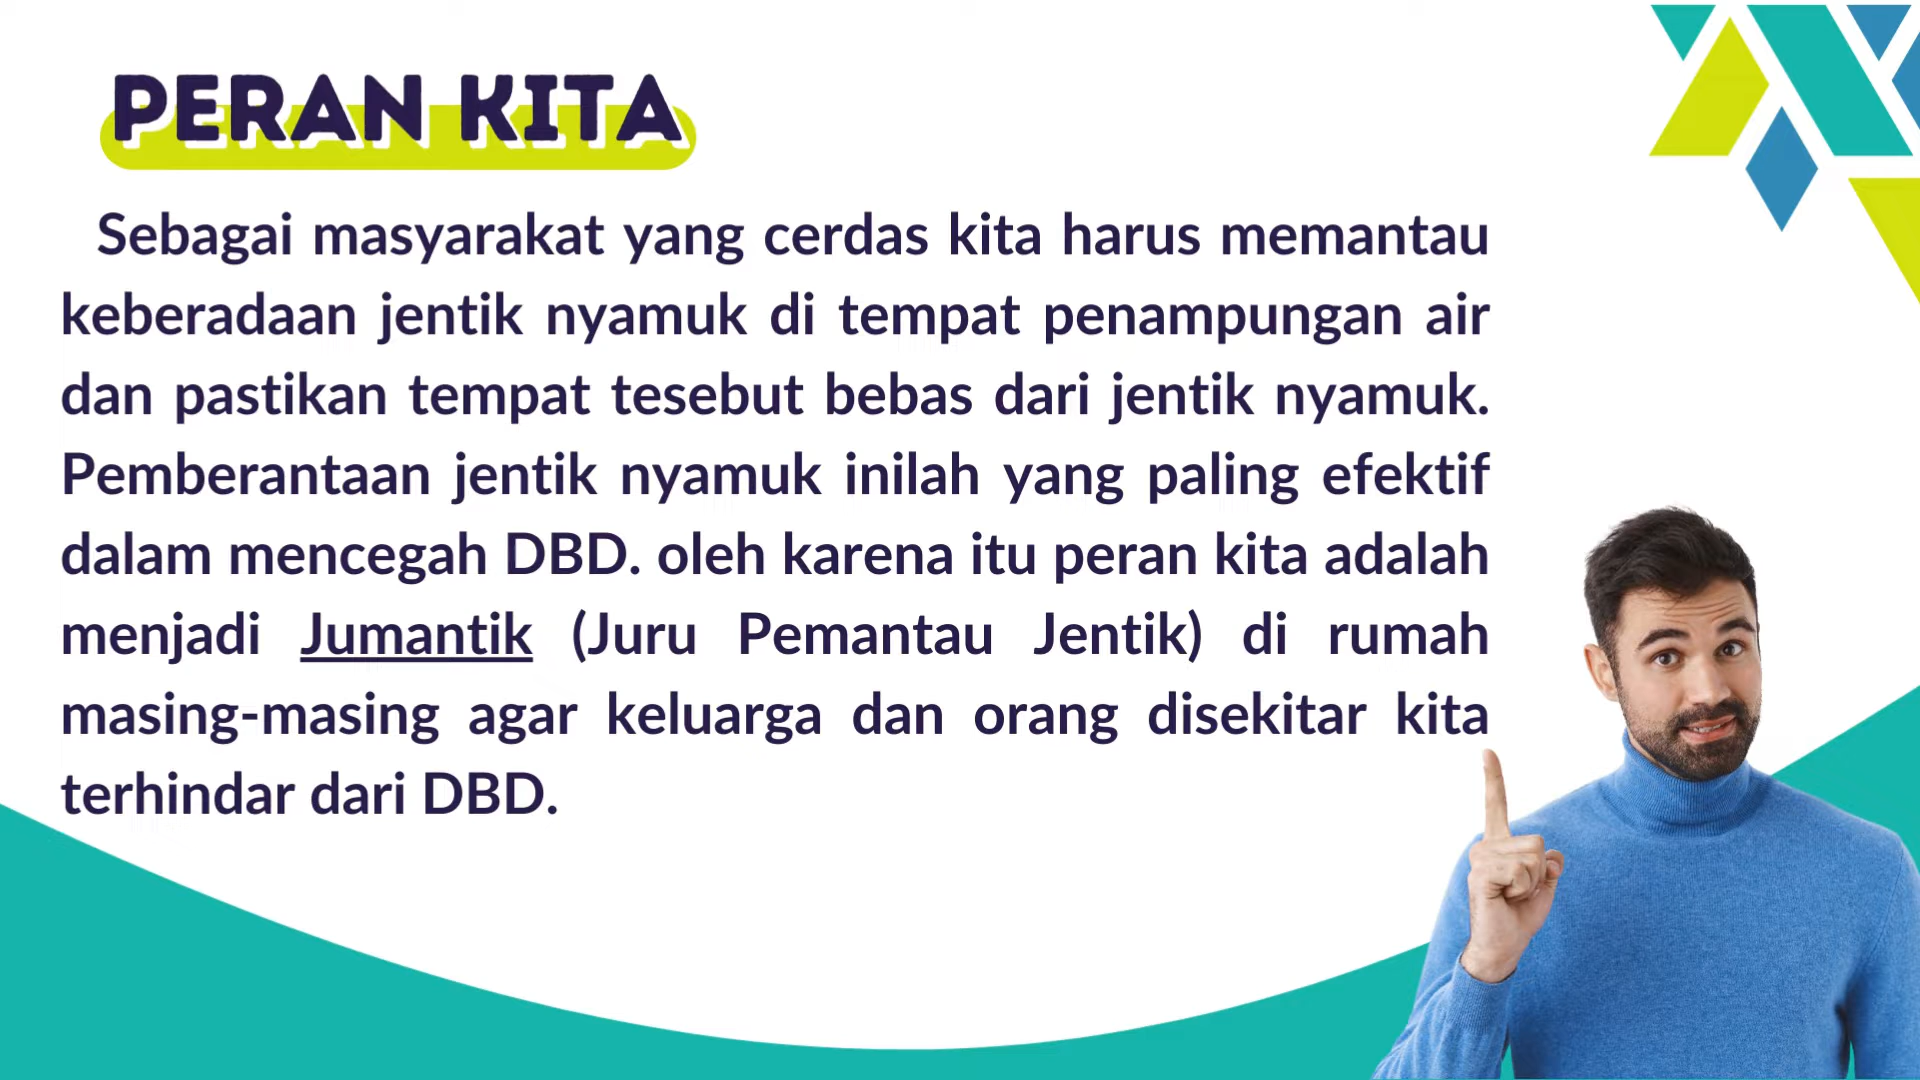 PERAN KITA
Sebagai masyarakat yang cerdas kita harus memantau
keberadaan jentik nyamuk di tempat penampungan air
dan pastikan tempat tesebut bebas dari jentik nyamuk.
Pemberantaan jentik nyamuk inilah yang paling efektif
dalam mencegah DBD. oleh karena itu peran kita adalah
menjadi Jumantik (Juru Pemantau Jentik) di rumah
masing-masing agar keluarga dan orang disekitar kita
terhindar dari DBD.